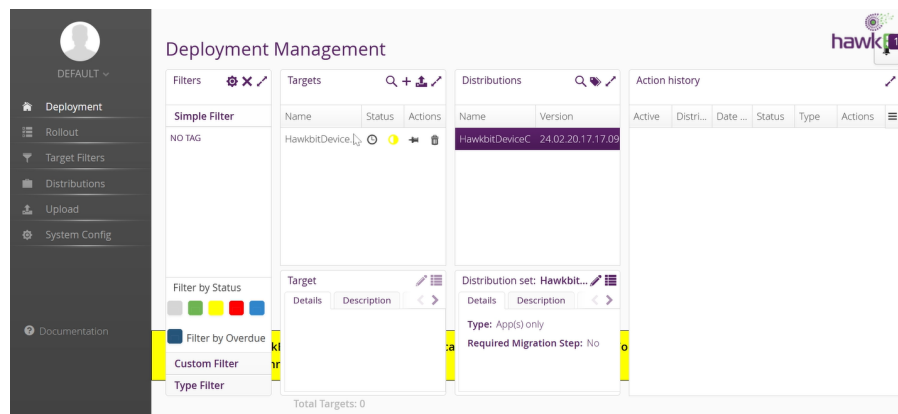 hawk
1
Deployment Management
DEFAULT
Deployment
Rollout
Target Filters
Distributions
Upload
System Config
Documentation
Filters
Simple Filter
NO TAG
Filter by Status
Filter by Overdue
Custom Filter
Type Filter
Targets
Name Status Actions
HawkbitDevice.
Target
Details Description
Total Targets: 0
Distributions
Name Version
HawkbitDeviceC 24.02.20.17.17.09
Distribution set: Hawkbit...
Details Description
Type: App(s) only
Required Migration Step: No
Action history
Active Distri... Date ... Status Type Actions